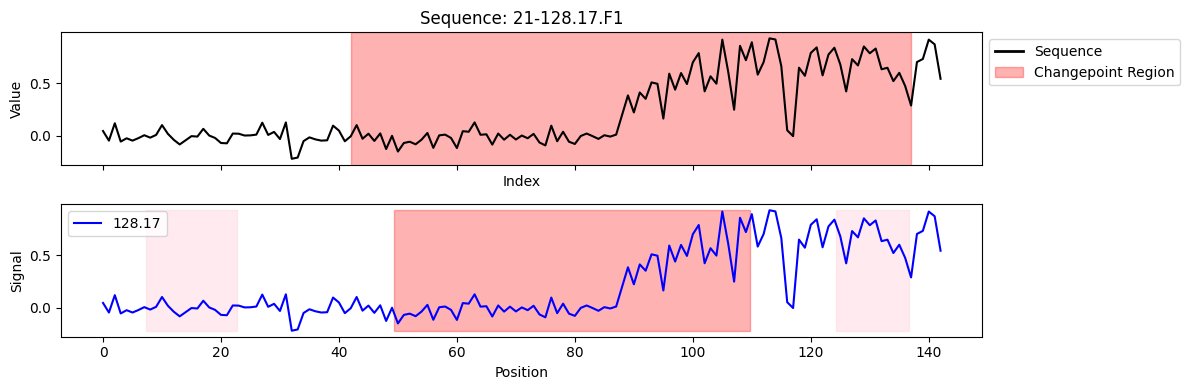 Sequence: 21-128.17.F1
Value
0.5
0.0
Index
Sequence
Changepoint Region
Signal
0.5
0.0
128.17
0 20 40 60 80 100 120 140
Position